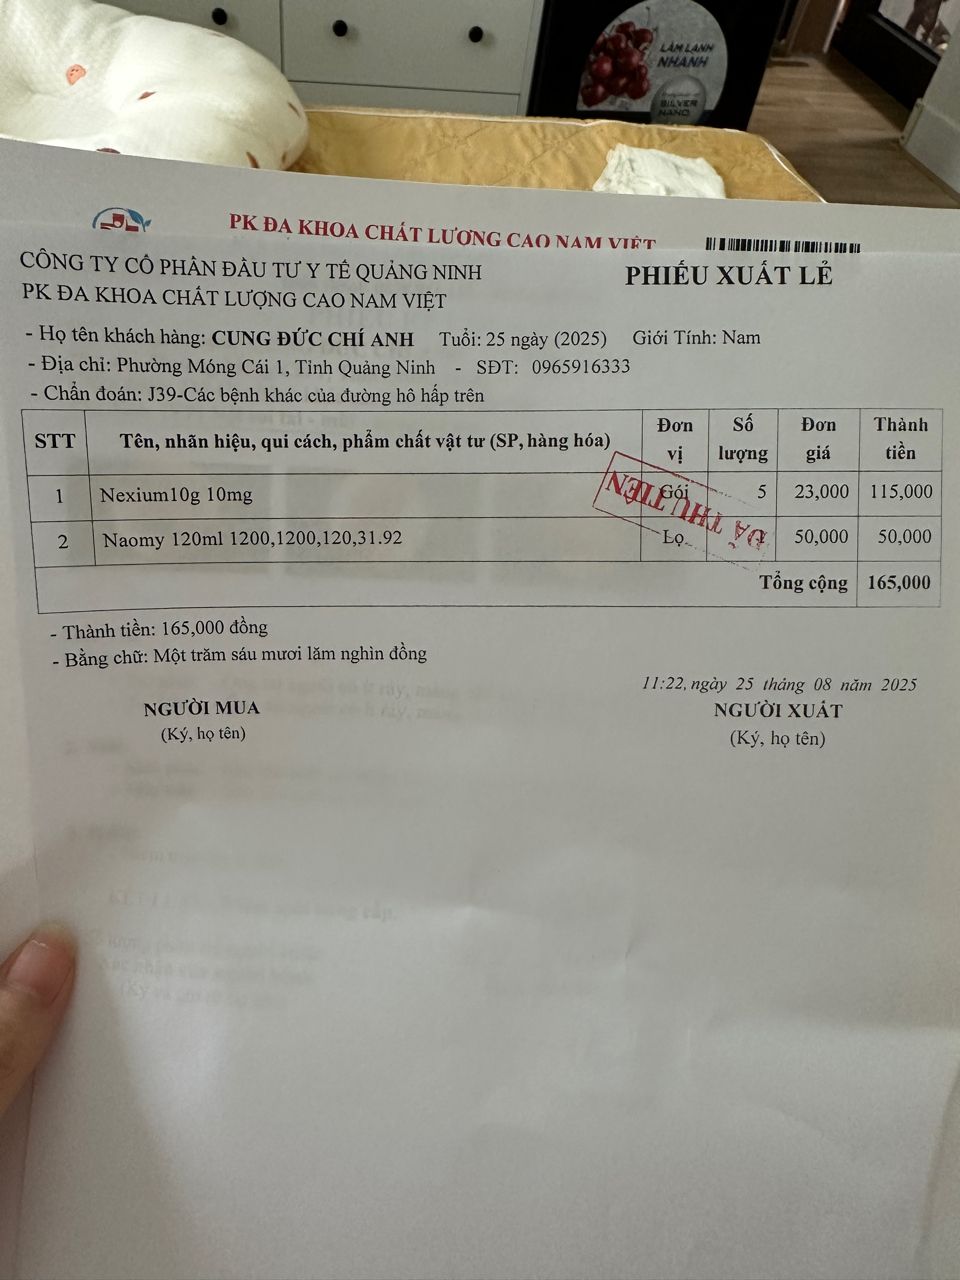 LÀM LẠNH
NHANH
SILVER
NANO
PK ĐA KHOA CHẤT LƯỢNG CAO NAM VIỆT
CÔNG TY CỔ PHẦN ĐẦU TƯ Y TẾ QUẢNG NINH
PK ĐA KHOA CHẤT LƯỢNG CAO NAM VIỆT
PHIẾU XUẤT LẺ
- Họ tên khách hàng: CUNG ĐỨC CHÍ ANH Tuổi: 25 ngày (2025) Giới Tính: Nam
- Địa chỉ: Phường Móng Cái 1, Tỉnh Quảng Ninh - SĐT: 0965916333
- Chẩn đoán: J39-Các bệnh khác của đường hô hấp trên
STT Tên, nhãn hiệu, qui cách, phẩm chất vật tư (SP, hàng hóa) Đơn vị Số lượng Đơn giá Thành tiền
1 Nexium10g 10mg Gói 5 23,000 115,000
2 Naomy 120ml 1200,1200,120,31.92 Lọ 1 50,000 50,000
ĐÃ THU TIỀN
Tổng cộng 165,000
- Thành tiền: 165,000 đồng
- Bằng chữ: Một trăm sáu mươi lăm nghìn đồng
11:22, ngày 25 tháng 08 năm 2025
NGƯỜI MUA NGƯỜI XUẤT
(Ký, họ tên) (Ký, họ tên)